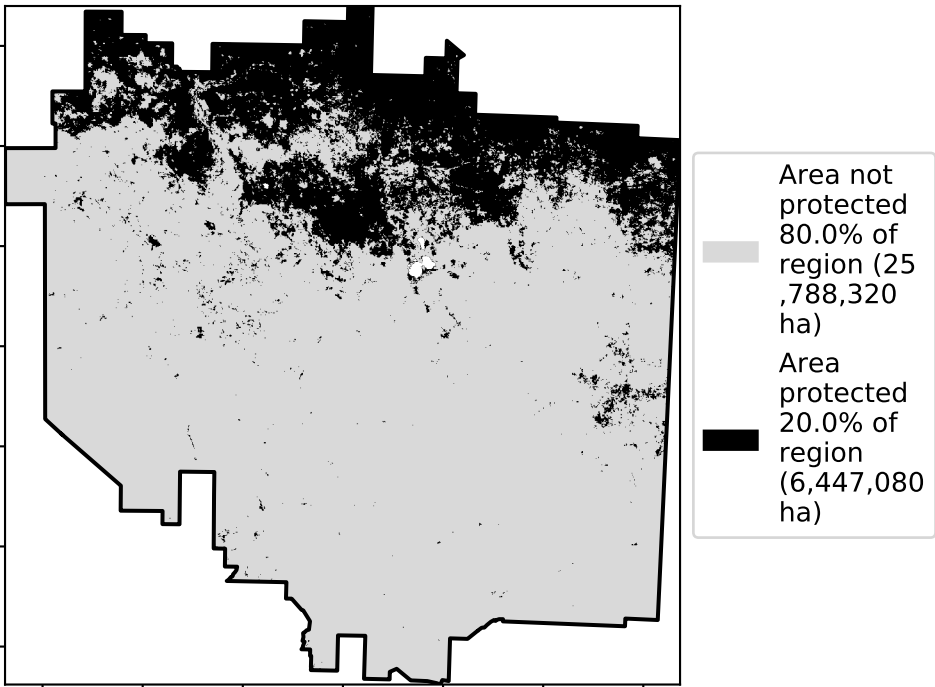 Area not
protected
80.0% of
region (25
,788,320
ha)
Area
protected
20.0% of
region
(6,447,080
ha)